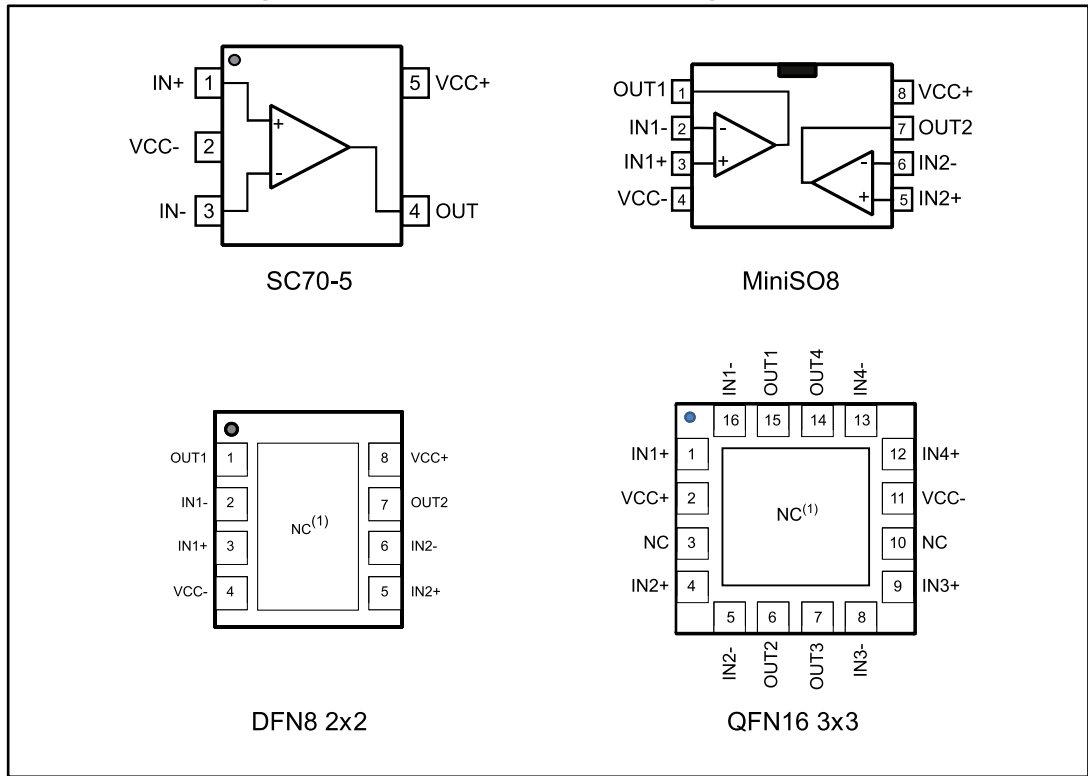 IN+ 1 5 VCC+
+
VCC- 2
-
IN- 3 4 OUT
SC70-5
OUT1 1 8 VCC+
IN1- 2 - 7 OUT2
IN1+ 3 + - 6 IN2-
VCC- 4 + 5 IN2+
MiniSO8
OUT1 1 8 VCC+
IN1- 2 7 OUT2
NC(1)
IN1+ 3 6 IN2-
VCC- 4 5 IN2+
DFN8 2x2
IN1- OUT1 OUT4 IN4-
16 15 14 13
IN1+ 1 12 IN4+
VCC+ 2 11 VCC-
NC(1)
NC 3 10 NC
IN2+ 4 9 IN3+
5 6 7 8
IN2- OUT2 OUT3 IN3-
QFN16 3x3